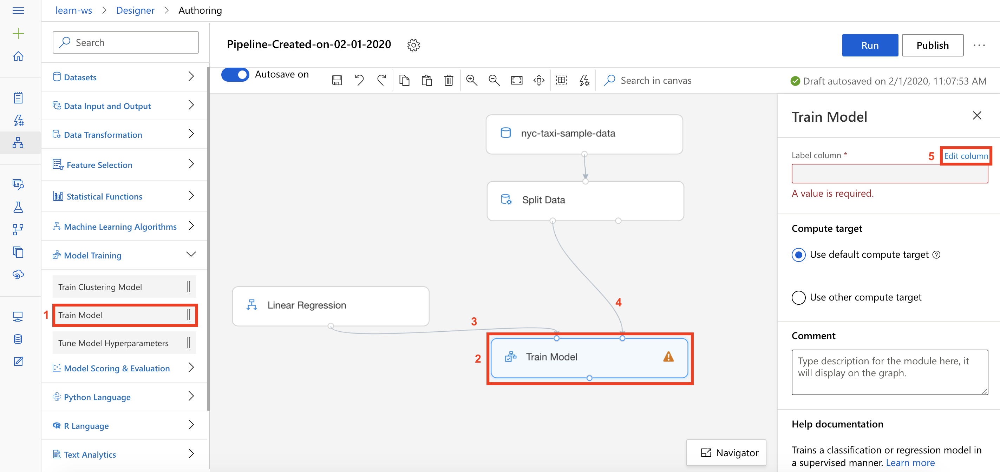 learn-ws > Designer > Authoring
Search
Pipeline-Created-on-02-01-2020
Run
Publish
...
Datasets
Data Input and Output
Data Transformation
Feature Selection
Statistical Functions
Machine Learning Algorithms
Model Training
Train Clustering Model
1
Train Model
Tune Model Hyperparameters
Model Scoring & Evaluation
Python Language
R Language
Text Analytics
Autosave on
Search in canvas
Draft autosaved on 2/1/2020, 11:07:53 AM
nyc-taxi-sample-data
Split Data
Linear Regression
3
4
2
Train Model
Navigator
Train Model
Label column *
5
Edit column
A value is required.
Compute target
Use default compute target
Use other compute target
Comment
Type description for the module here, it
will display on the graph.
Help documentation
Trains a classification or regression model in
a supervised manner. Learn more